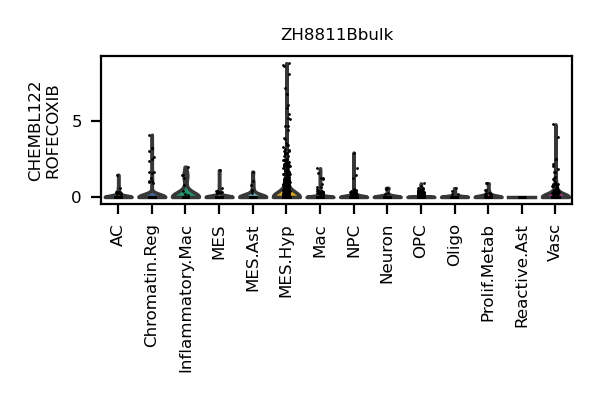 ZH8811Bbulk
CHEMBL122
ROFECOXIB
5
0
AC
Chromatin.Reg
Inflammatory.Mac
MES
MES.Ast
MES.Hyp
Mac
NPC
Neuron
OPC
Oligo
Prolif.Metab
Reactive.Ast
Vasc